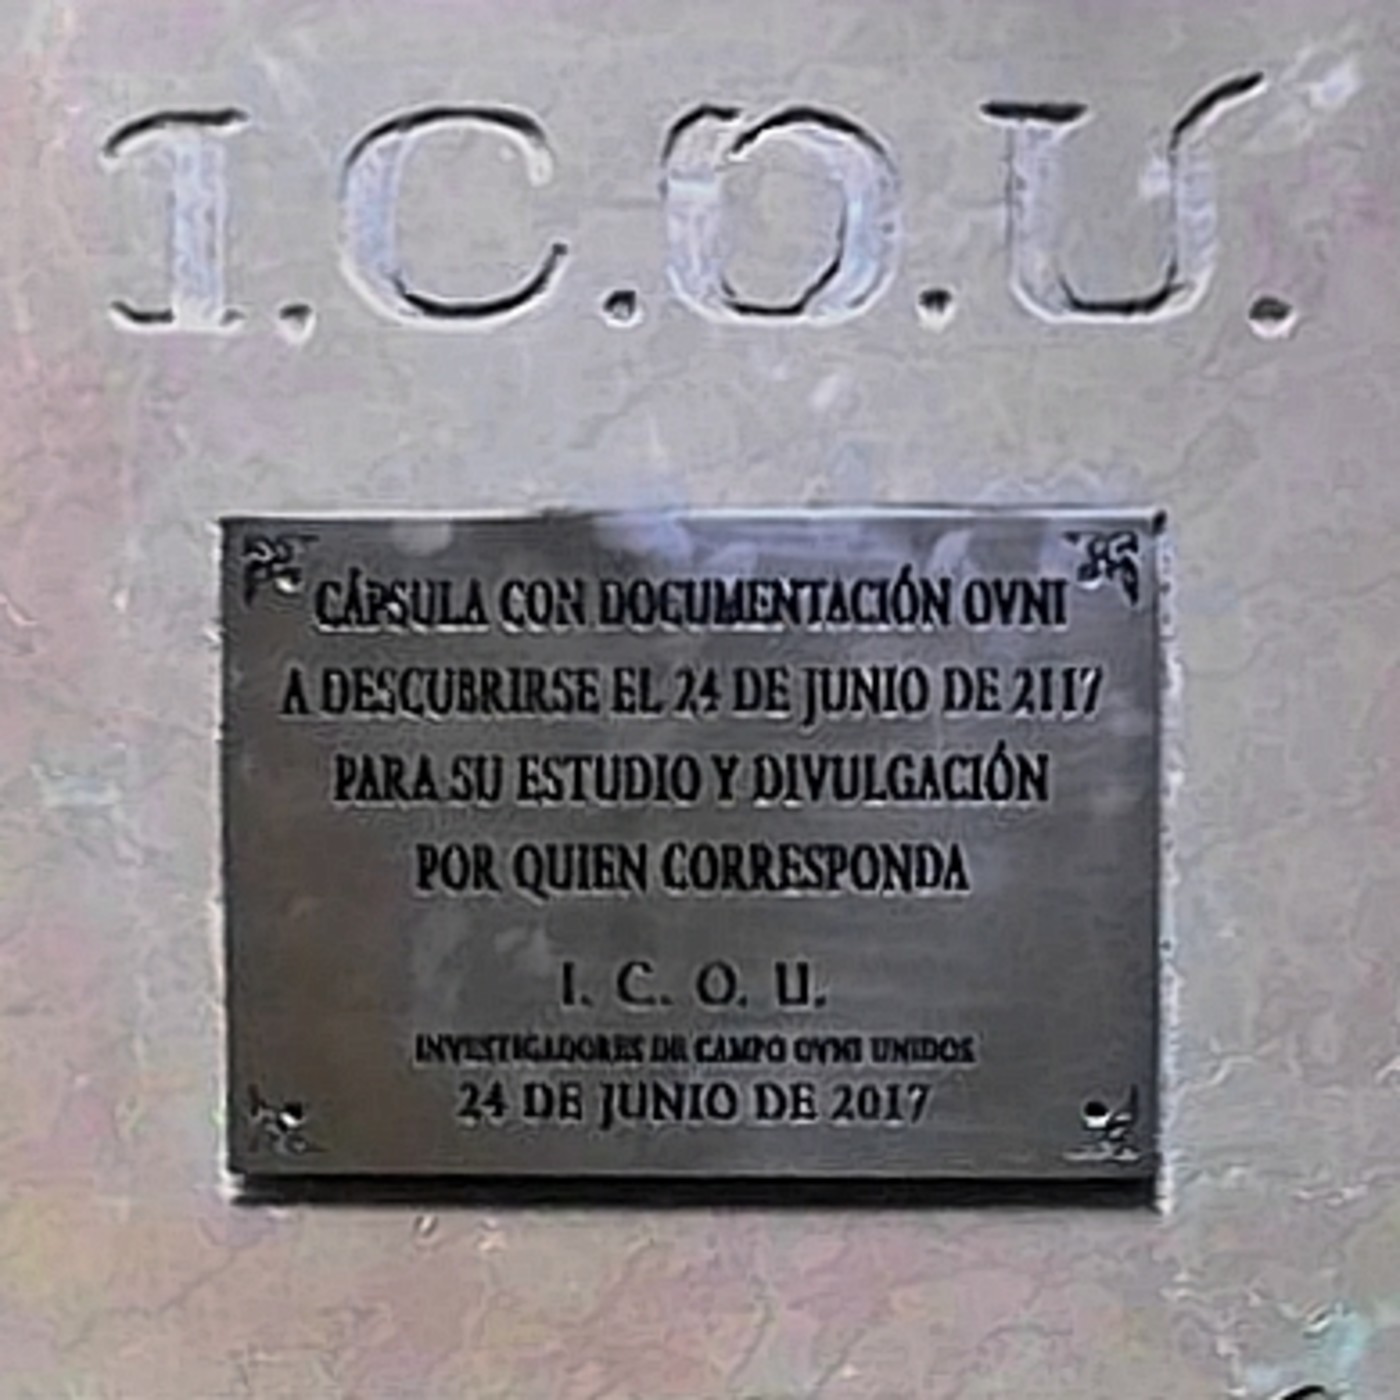 I.C.O.U.
CÁPSULA CON DOCUMENTACIÓN OVNI
A DESCUBRIRSE EL 24 DE JUNIO DE 2117
PARA SU ESTUDIO Y DIVULGACIÓN
POR QUIEN CORRESPONDA
I. C. O. U.
INVESTIGADORES DE CAMPO OVNI UNIDOS
24 DE JUNIO DE 2017